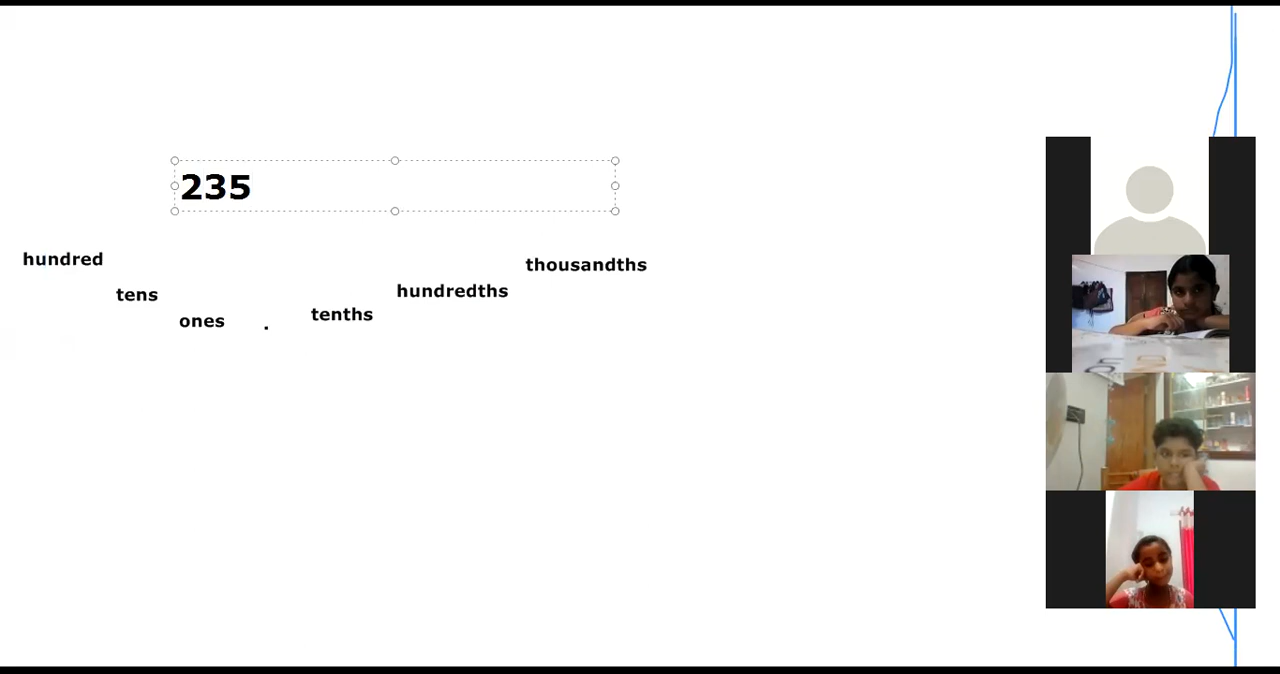 235
hundred
tens
ones . tenths
hundredths
thousandths